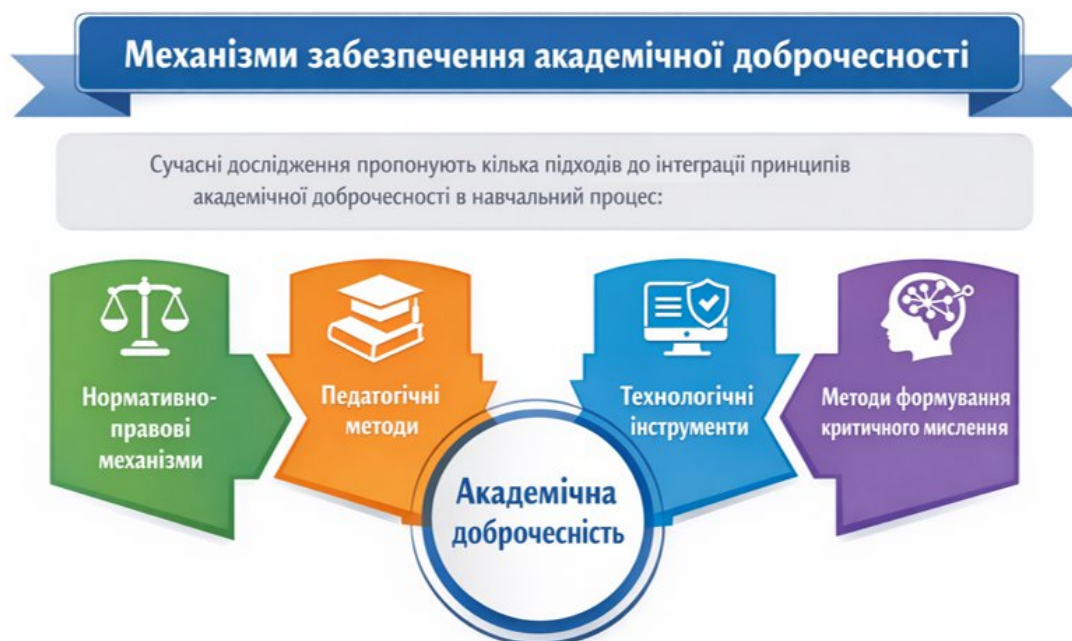 Механізми забезпечення академічної доброчесності
Сучасні дослідження пропонують кілька підходів до інтеграції принципів
академічної доброчесності в навчальний процес:
Нормативно-
правові
механізми
Педагогічні
методи
Технологічні
інструменти
Методи формування
критичного мислення
Академічна
доброчесність